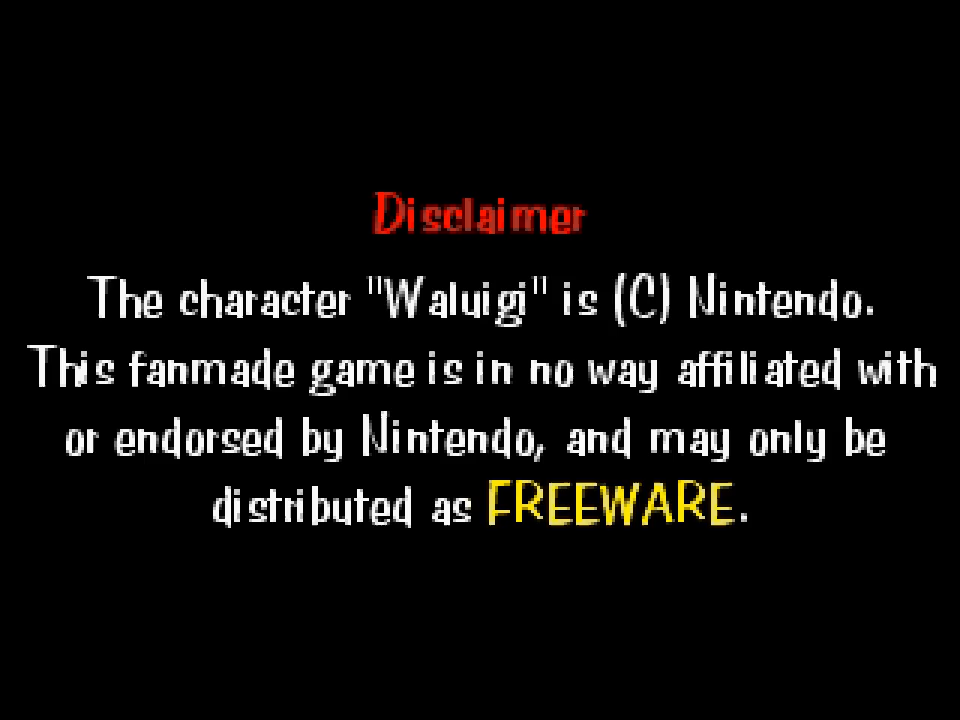 Disclaimer
The character "Waluigi" is (C) Nintendo.
This fanmade game is in no way affiliated with
or endorsed by Nintendo, and may only be
distributed as FREEWARE.